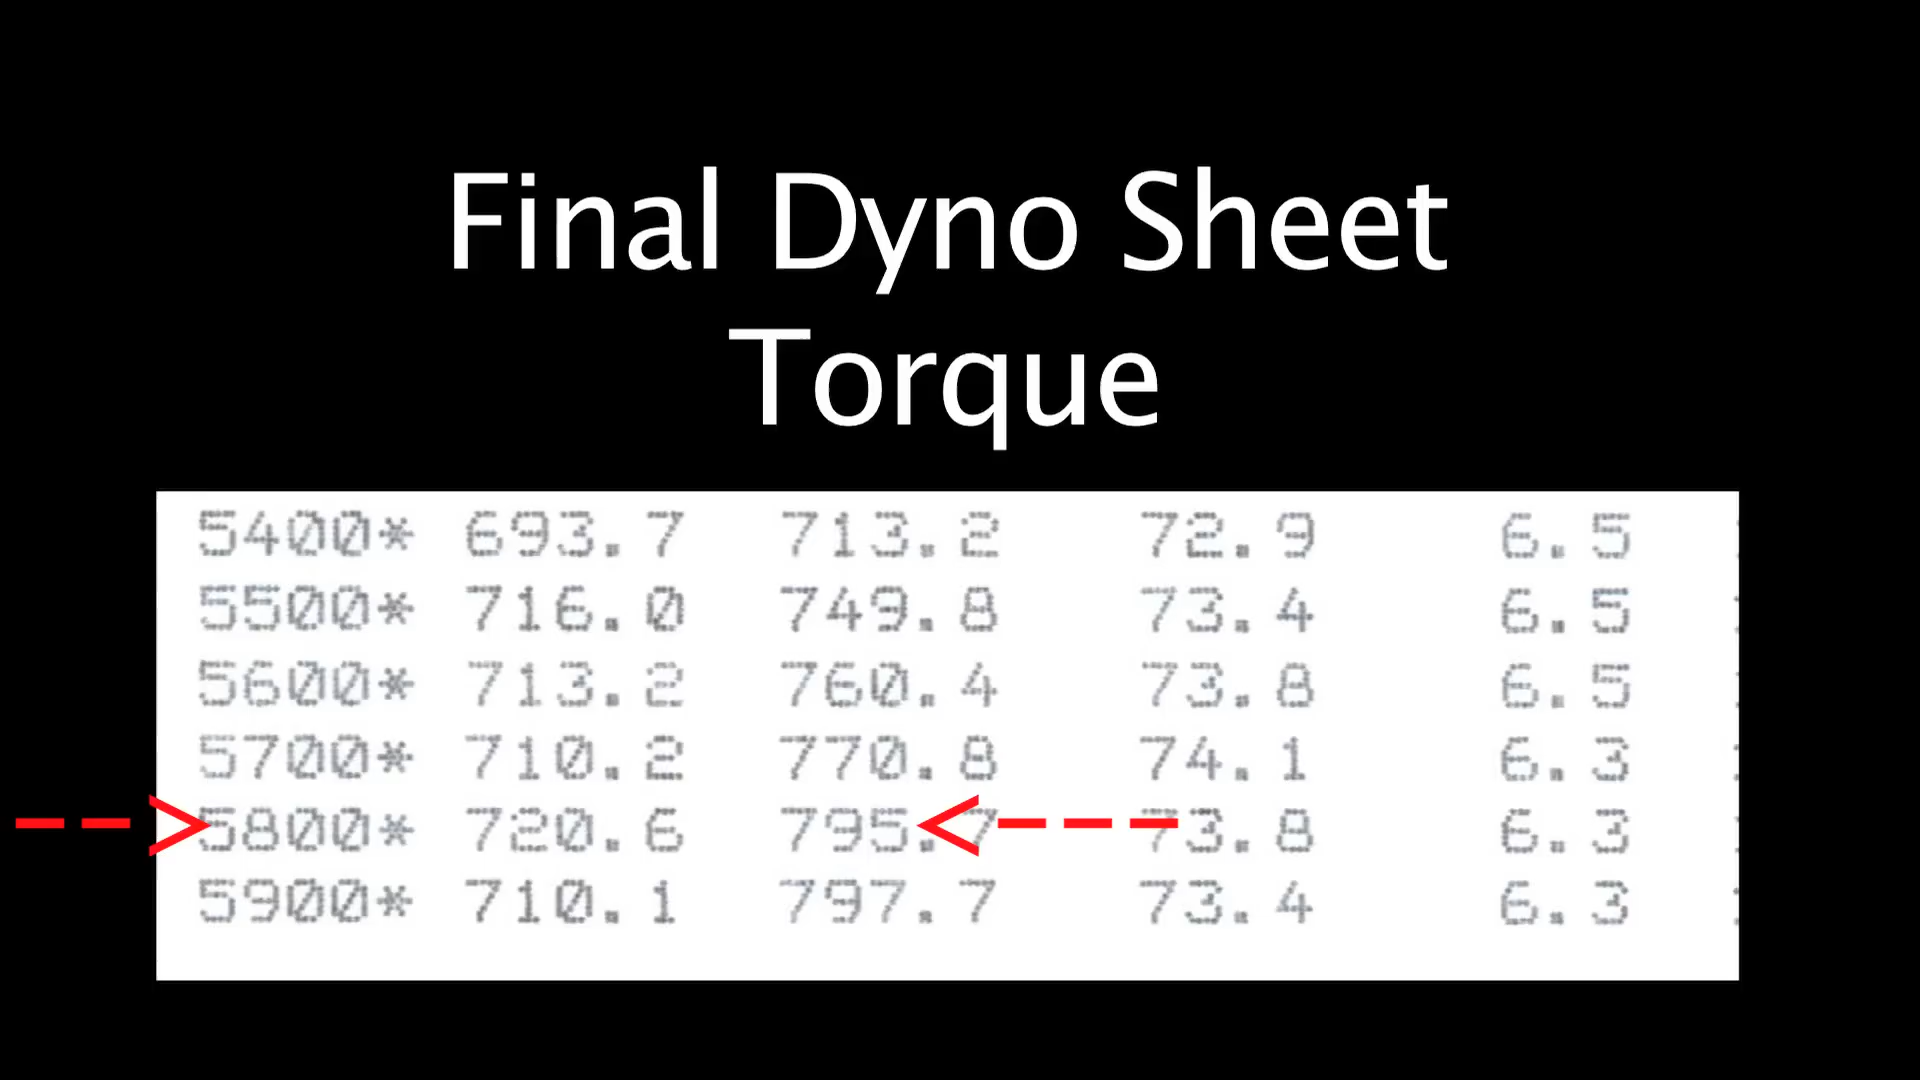 Final Dyno Sheet
Torque
5400* 693.7 713.2 72.9 6.5
5500* 716.0 749.8 73.4 6.5
5600* 713.2 760.4 73.8 6.5
5700* 710.2 770.8 74.1 6.3
5800* 720.6 795.7 73.8 6.3
5900* 710.1 797.7 73.4 6.3